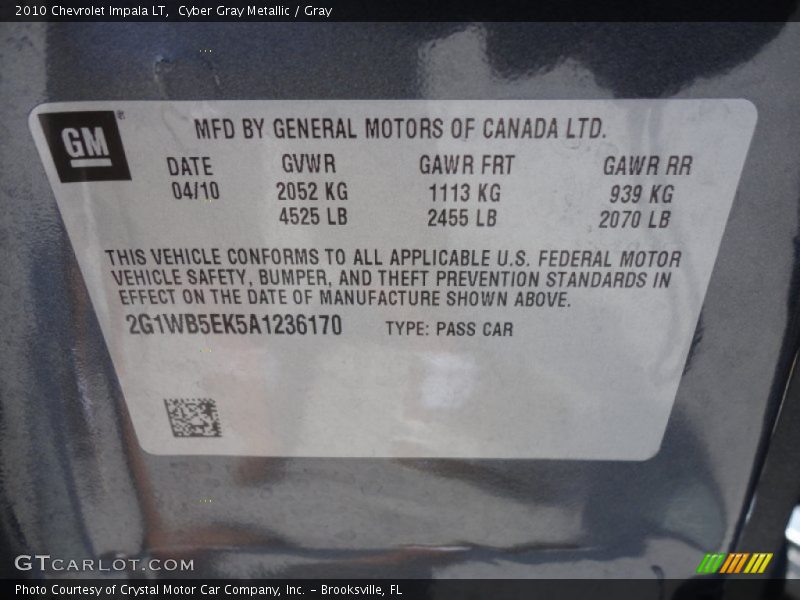 2010 Chevrolet Impala LT, Cyber Gray Metallic / Gray
GM
MFD BY GENERAL MOTORS OF CANADA LTD.
DATE GVWR GAWR FRT GAWR RR
04/10 2052 KG 1113 KG 939 KG
4525 LB 2455 LB 2070 LB
THIS VEHICLE CONFORMS TO ALL APPLICABLE U.S. FEDERAL MOTOR
VEHICLE SAFETY, BUMPER, AND THEFT PREVENTION STANDARDS IN
EFFECT ON THE DATE OF MANUFACTURE SHOWN ABOVE.
2G1WB5EK5A1236170 TYPE: PASS CAR
GTCARLOT.COM
Photo Courtesy of Crystal Motor Car Company, Inc. – Brooksville, FL